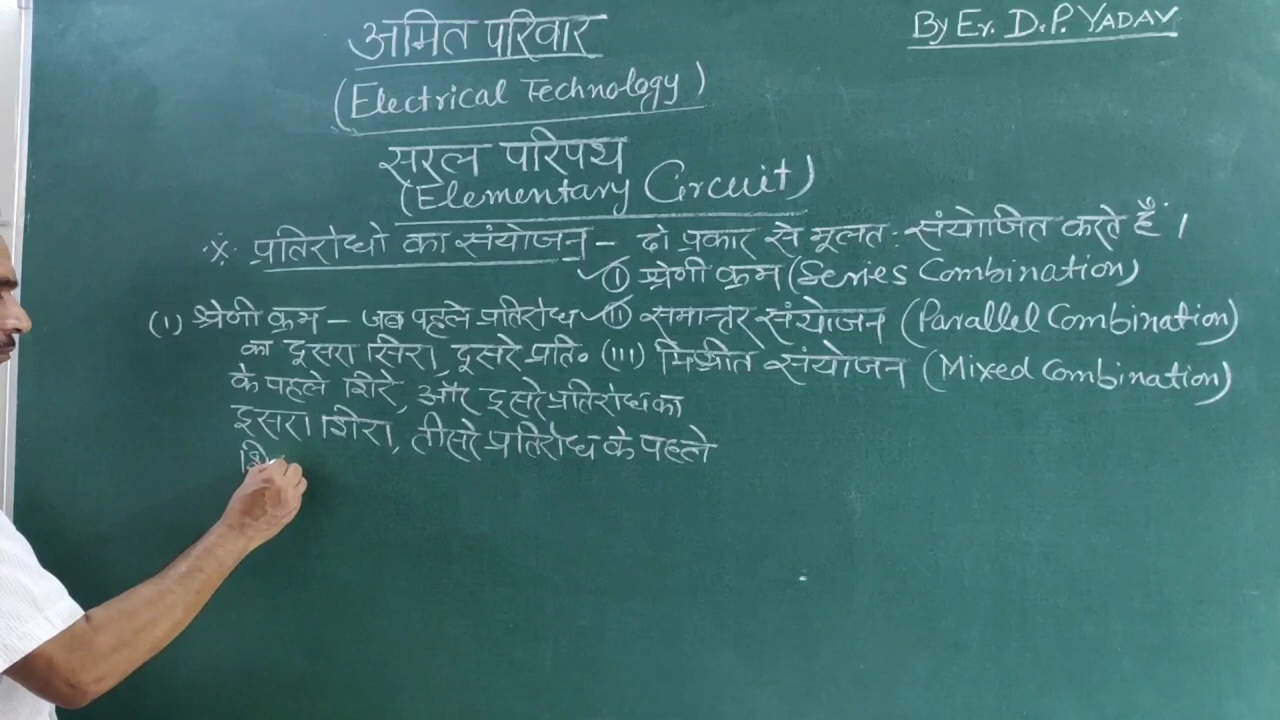 अमित परिवार
By Er. D.P. YADAV
(Electrical Technology)
सरल परिपथ
(Elementary Circuit)
* प्रतिरोधो का संयोजन – दो प्रकार से मूलत: संयोजित करते हैं।
(I) श्रेणी क्रम (Series Combination)
(II) समान्तर संयोजन (Parallel Combination)
(III) मिश्रीत संयोजन (Mixed Combination)
(I) श्रेणी क्रम – जब पहले प्रतिरोध
का दूसरा सिरा, दूसरे प्रति०
के पहले शिरे, और दूसरे प्रतिरोध का
दूसरा शिरा, तीसरे प्रतिरोध के पहले